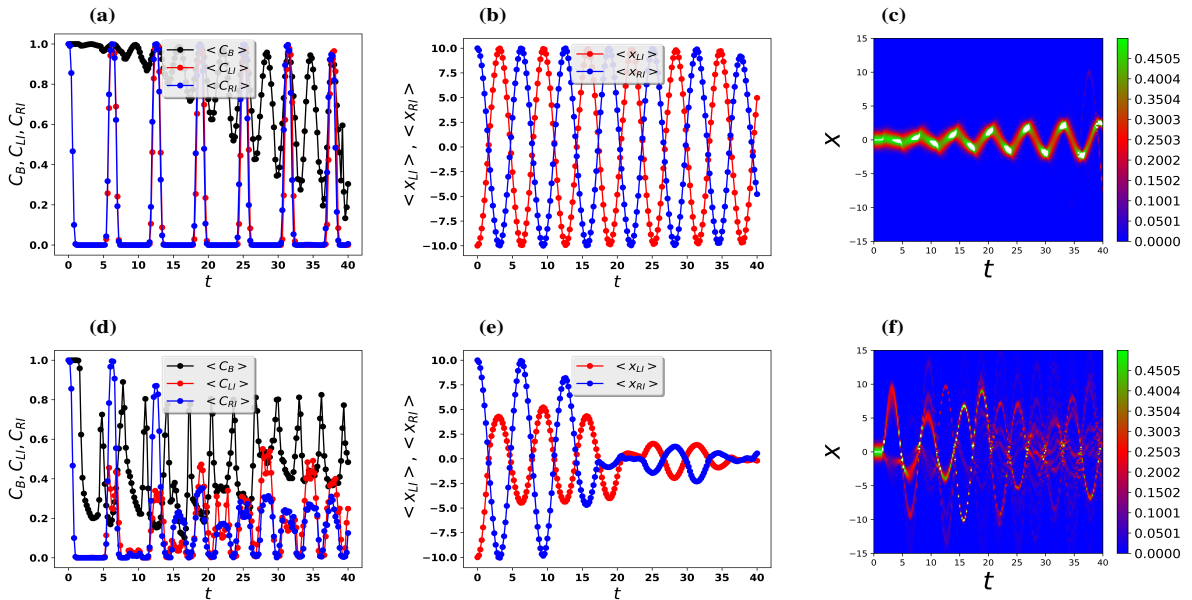 (a)
1.0
0.8
0.6
0.4
0.2
0.0
C_B, C_LI, C_RI
0 5 10 15 20 25 30 35 40
t
< C_B >
< C_LI >
< C_RI >
(b)
10.0
7.5
5.0
2.5
0.0
−2.5
−5.0
−7.5
−10.0
< x_LI > , < x_RI >
0 5 10 15 20 25 30 35 40
t
< x_LI >
< x_RI >
(c)
15
10
5
0
−5
−10
−15
x
0 5 10 15 20 25 30 35 40
t
0.4505
0.4004
0.3504
0.3003
0.2503
0.2002
0.1502
0.1001
0.0501
0.0000
(d)
1.0
0.8
0.6
0.4
0.2
0.0
C_B, C_LI, C_RI
0 5 10 15 20 25 30 35 40
t
< C_B >
< C_LI >
< C_RI >
(e)
10.0
7.5
5.0
2.5
0.0
−2.5
−5.0
−7.5
−10.0
< x_LI > , < x_RI >
0 5 10 15 20 25 30 35 40
t
< x_LI >
< x_RI >
(f)
15
10
5
0
−5
−10
−15
x
0 5 10 15 20 25 30 35 40
t
0.4505
0.4004
0.3504
0.3003
0.2503
0.2002
0.1502
0.1001
0.0501
0.0000